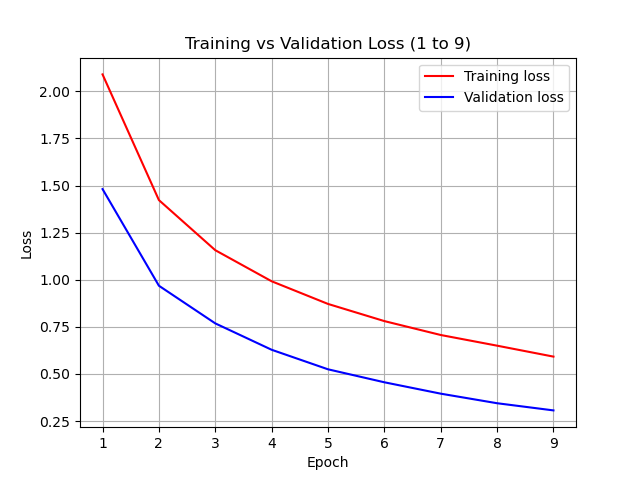 Training vs Validation Loss (1 to 9)
Training loss
Validation loss
2.00
1.75
1.50
1.25
1.00
0.75
0.50
0.25
Loss
1 2 3 4 5 6 7 8 9
Epoch